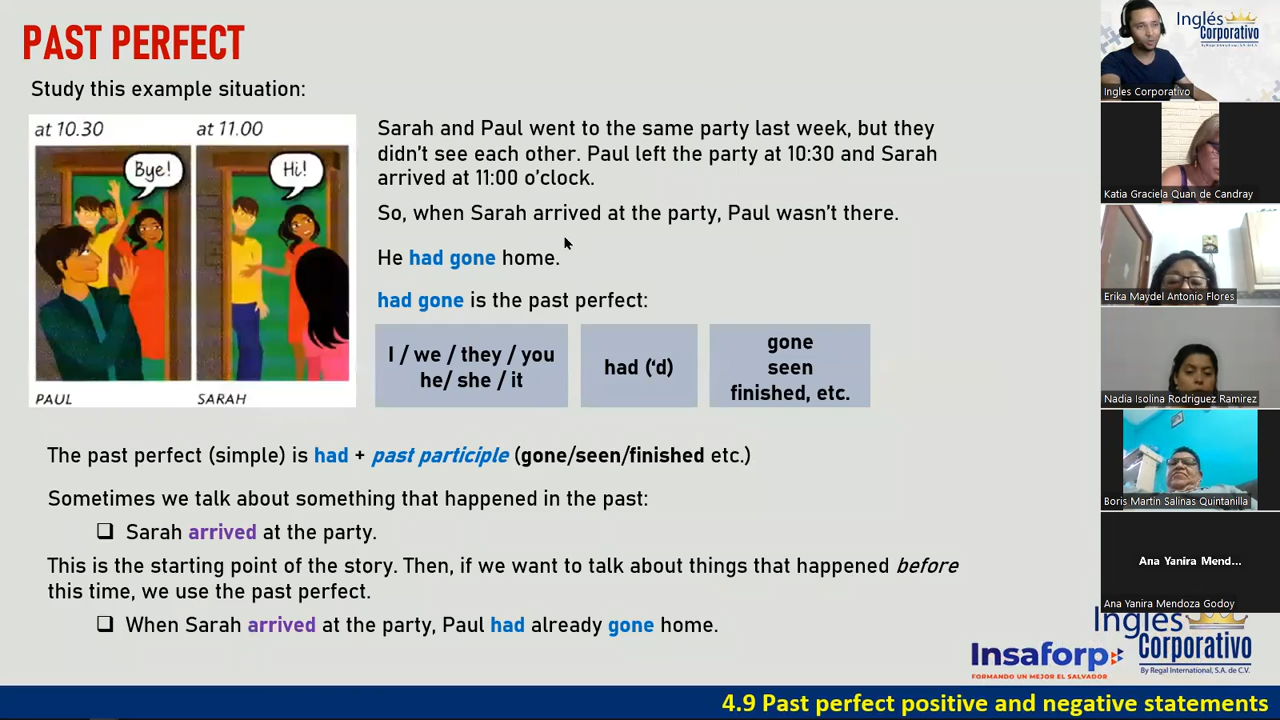 PAST PERFECT
Study this example situation:
at 10.30
at 11.00
Bye!
Hi!
PAUL
SARAH
Sarah and Paul went to the same party last week, but they
didn't see each other. Paul left the party at 10:30 and Sarah
arrived at 11:00 o'clock.
So, when Sarah arrived at the party, Paul wasn't there.
He had gone home.
had gone is the past perfect:
I / we / they / you
he/ she / it
had ('d)
gone
seen
finished, etc.
The past perfect (simple) is had + past participle (gone/seen/finished etc.)
Sometimes we talk about something that happened in the past:
❑ Sarah arrived at the party.
This is the starting point of the story. Then, if we want to talk about things that happened before
this time, we use the past perfect.
❑ When Sarah arrived at the party, Paul had already gone home.
Inglés
Corporativo
By Regal International, S.A. de C.V.
Ingles Corporativo
Katia Graciela Quan de Candray
Erika Maydel Antonio Flores
Nadia Isolina Rodriguez Ramirez
Boris Martin Salinas Quintanilla
Ana Yanira Mend...
Ana Yanira Mendoza Godoy
Insaforp
FORMANDO UN MEJOR EL SALVADOR
Inglés
Corporativo
By Regal International, S.A. de C.V.
4.9 Past perfect positive and negative statements